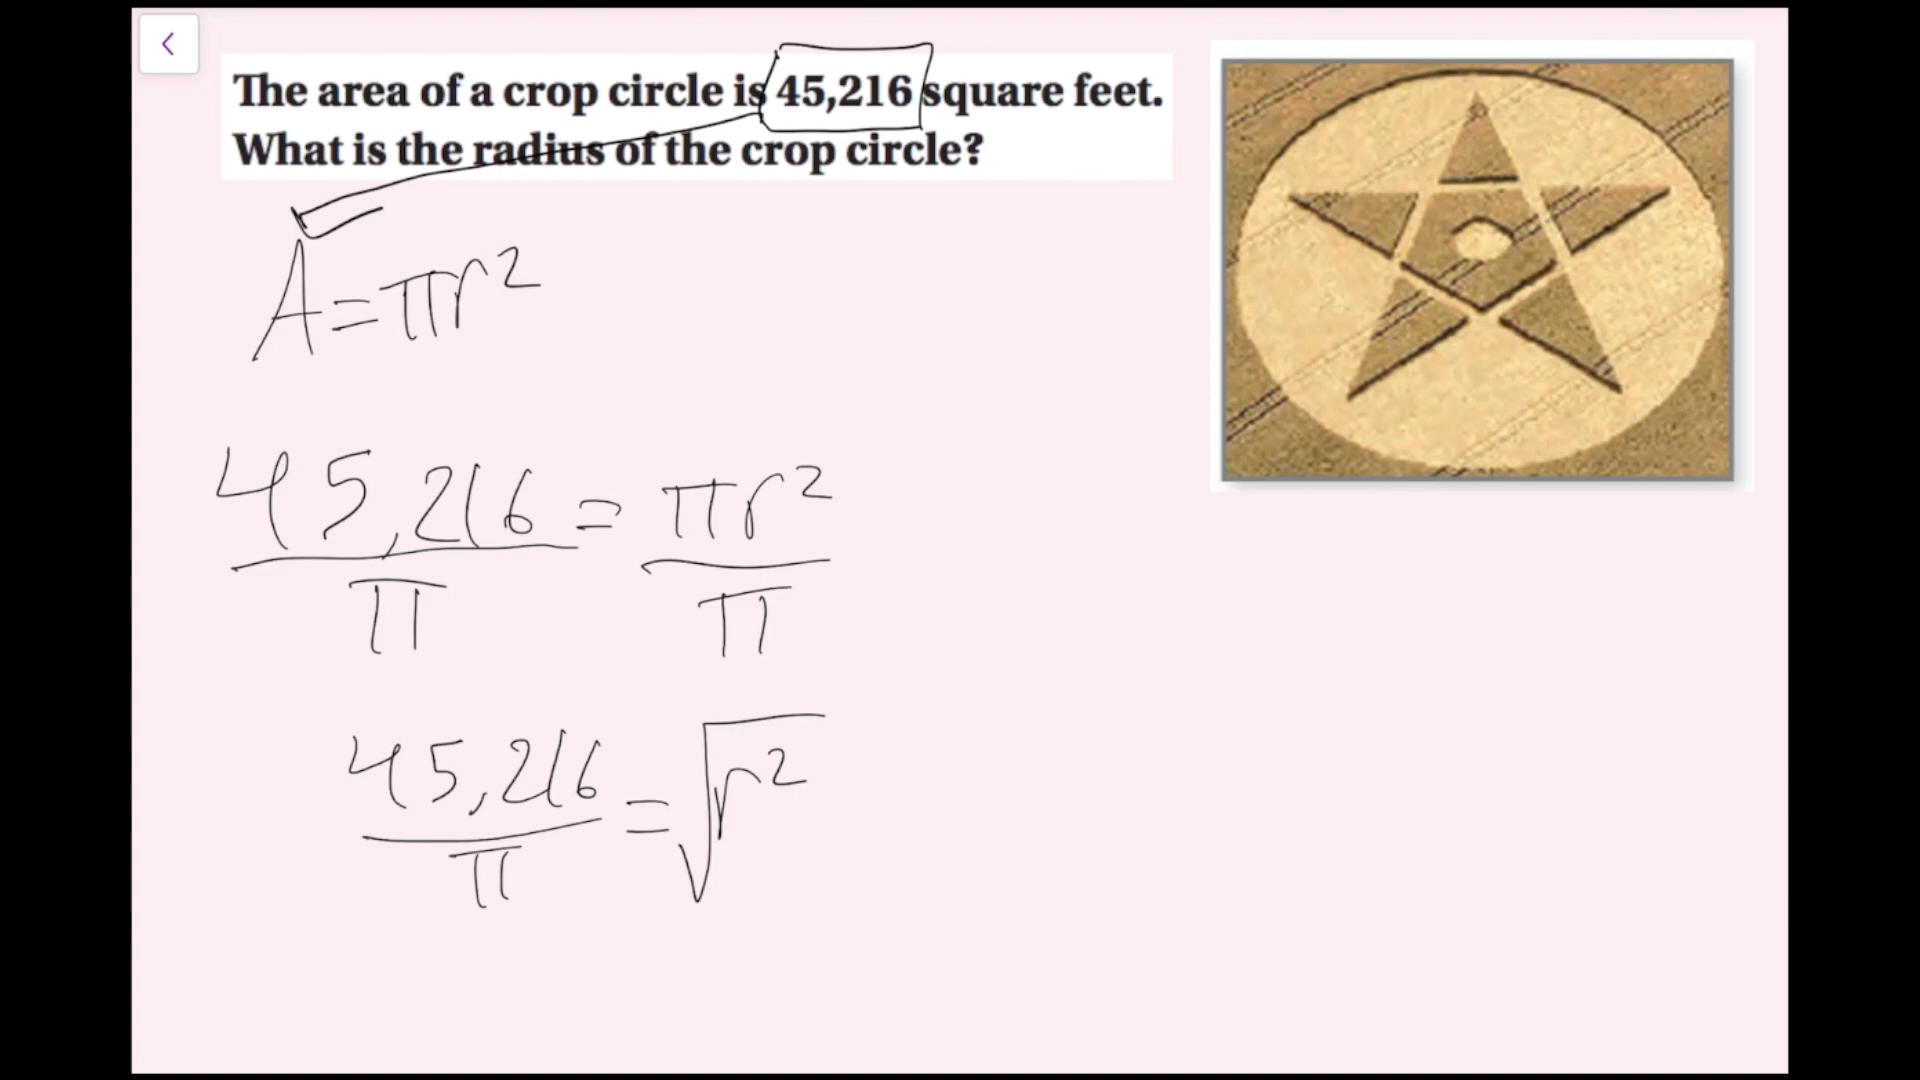 The area of a crop circle is 45,216 square feet.
What is the radius of the crop circle?
A = πr²
45,216 = πr²
π π
45,216 = √r²
π